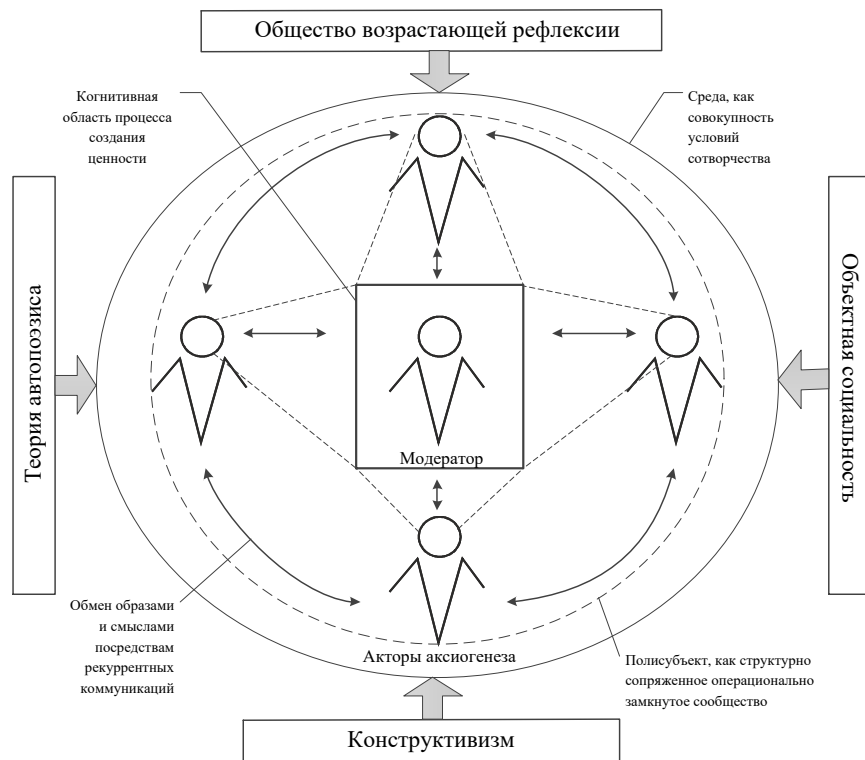 Общество возрастающей рефлексии
Когнитивная
область процесса
создания
ценности
Среда, как
совокупность
условий
сотворчества
Теория автопоэзиса
Объектная социальность
Модератор
Обмен образами
и смыслами
посредствам
рекуррентных
коммуникаций
Акторы аксиогенеза
Полисубъект, как структурно
сопряженное операционально
замкнутое сообщество
Конструктивизм